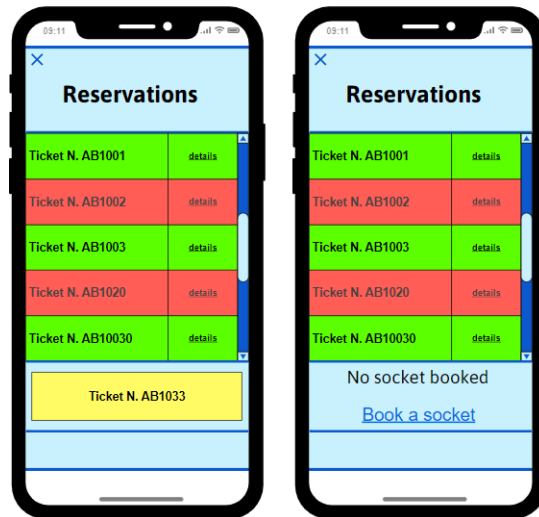 09:11
Reservations
Ticket N. AB1001 details
Ticket N. AB1002 details
Ticket N. AB1003 details
Ticket N. AB1020 details
Ticket N. AB10030 details
Ticket N. AB1033
09:11
Reservations
Ticket N. AB1001 details
Ticket N. AB1002 details
Ticket N. AB1003 details
Ticket N. AB1020 details
Ticket N. AB10030 details
No socket booked
Book a socket